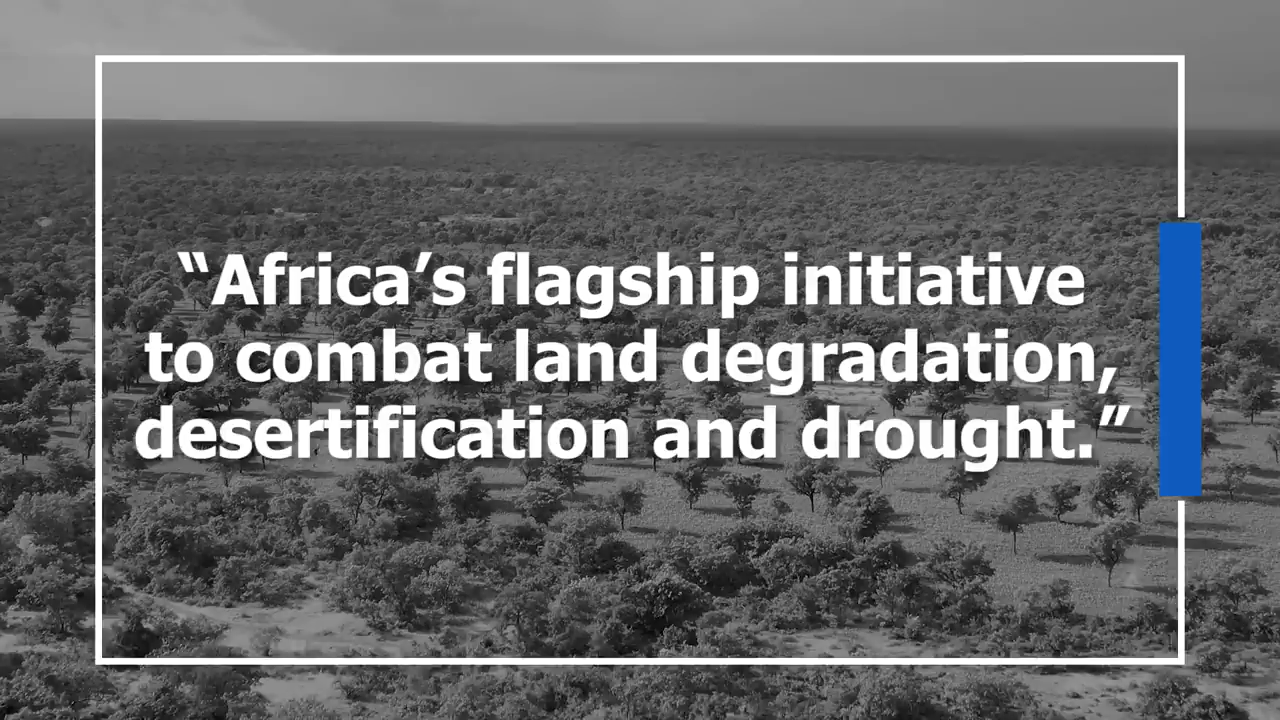 “Africa’s flagship initiative
to combat land degradation,
desertification and drought.”